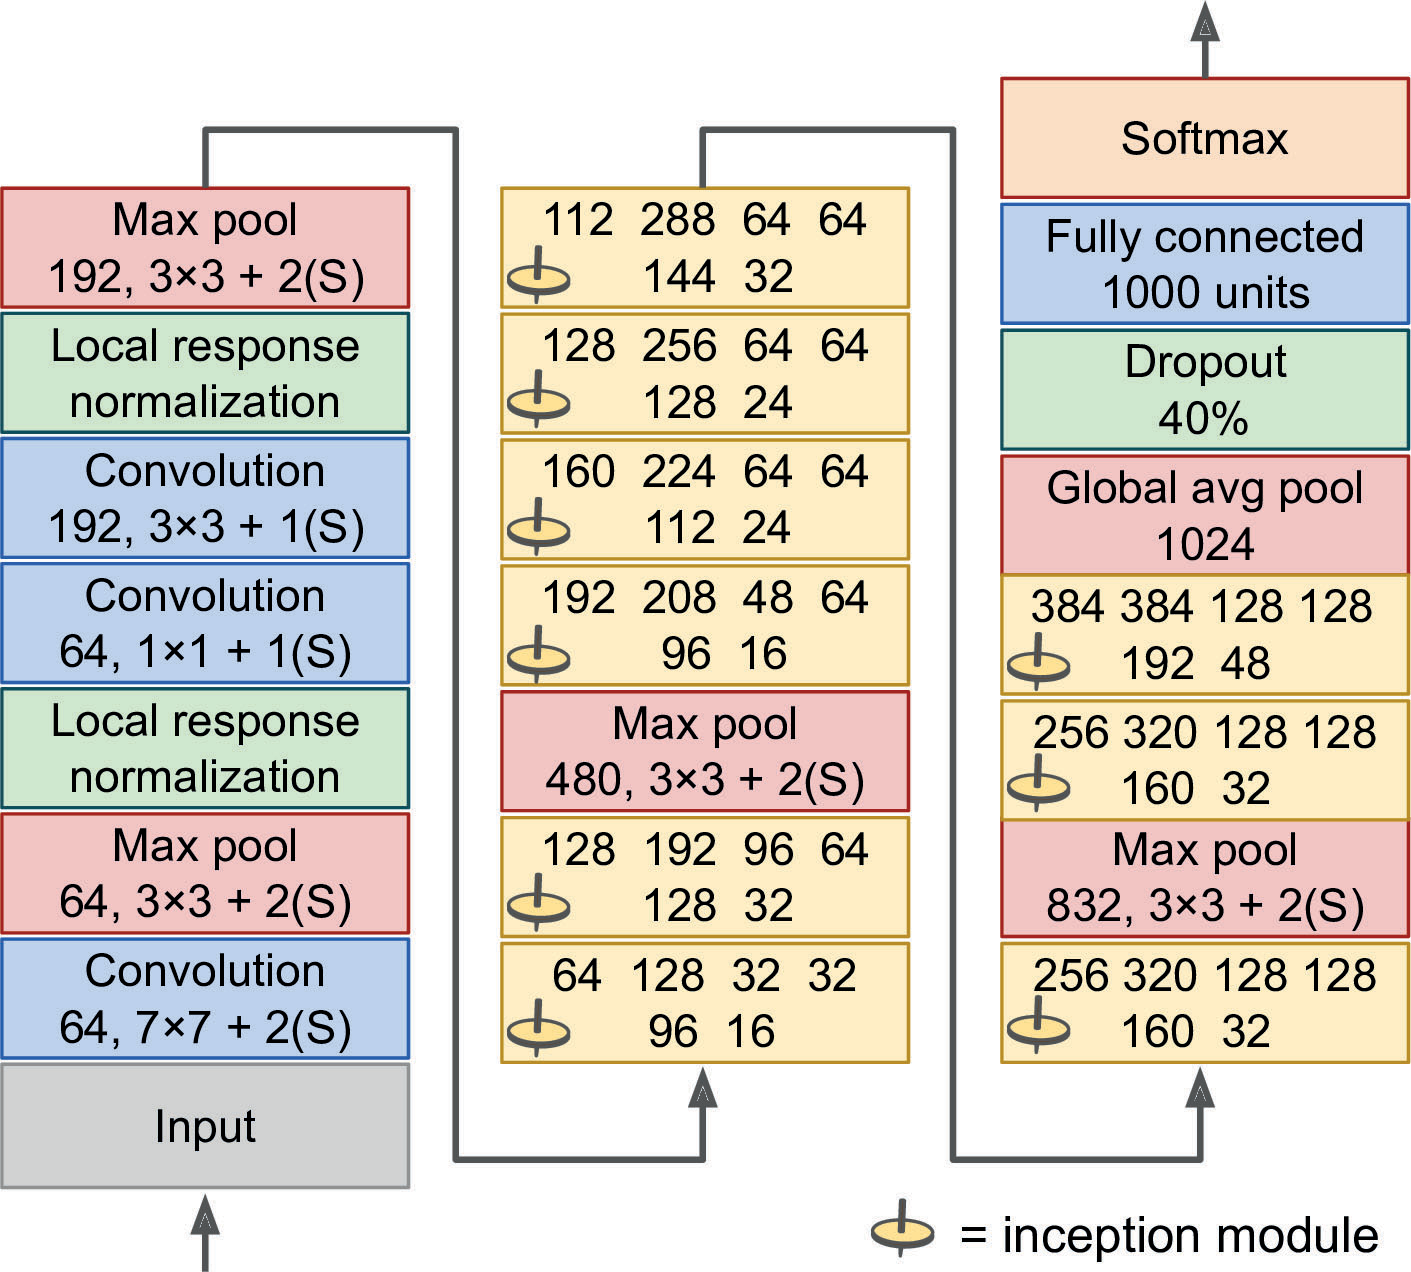 Max pool
192, 3×3 + 2(S)
Local response
normalization
Convolution
192, 3×3 + 1(S)
Convolution
64, 1×1 + 1(S)
Local response
normalization
Max pool
64, 3×3 + 2(S)
Convolution
64, 7×7 + 2(S)
Input
112 288 64 64
144 32
128 256 64 64
128 24
160 224 64 64
112 24
192 208 48 64
96 16
Max pool
480, 3×3 + 2(S)
128 192 96 64
128 32
64 128 32 32
96 16
Softmax
Fully connected
1000 units
Dropout
40%
Global avg pool
1024
384 384 128 128
192 48
256 320 128 128
160 32
Max pool
832, 3×3 + 2(S)
256 320 128 128
160 32
= inception module